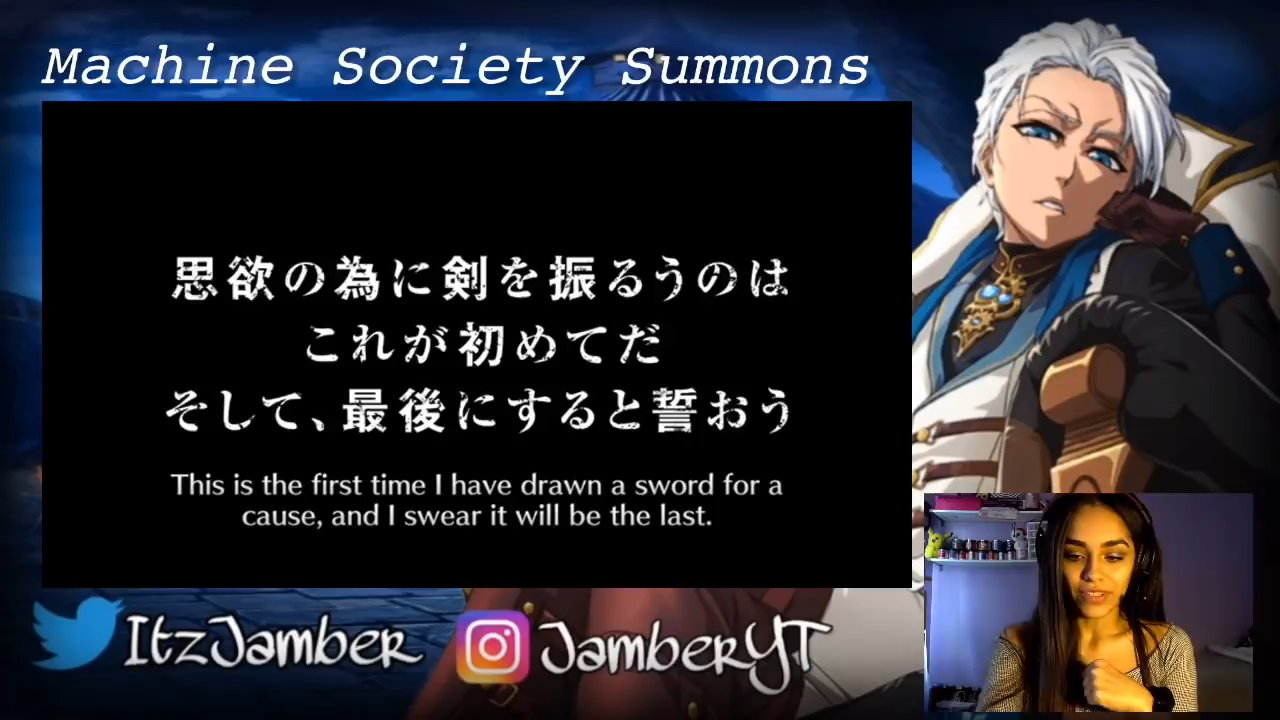 Machine Society Summons
思欲の為に剣を振るうのは
これが初めてだ
そして、最後にすると誓おう
This is the first time I have drawn a sword for a
cause, and I swear it will be the last.
ItzJamber
JamberYT